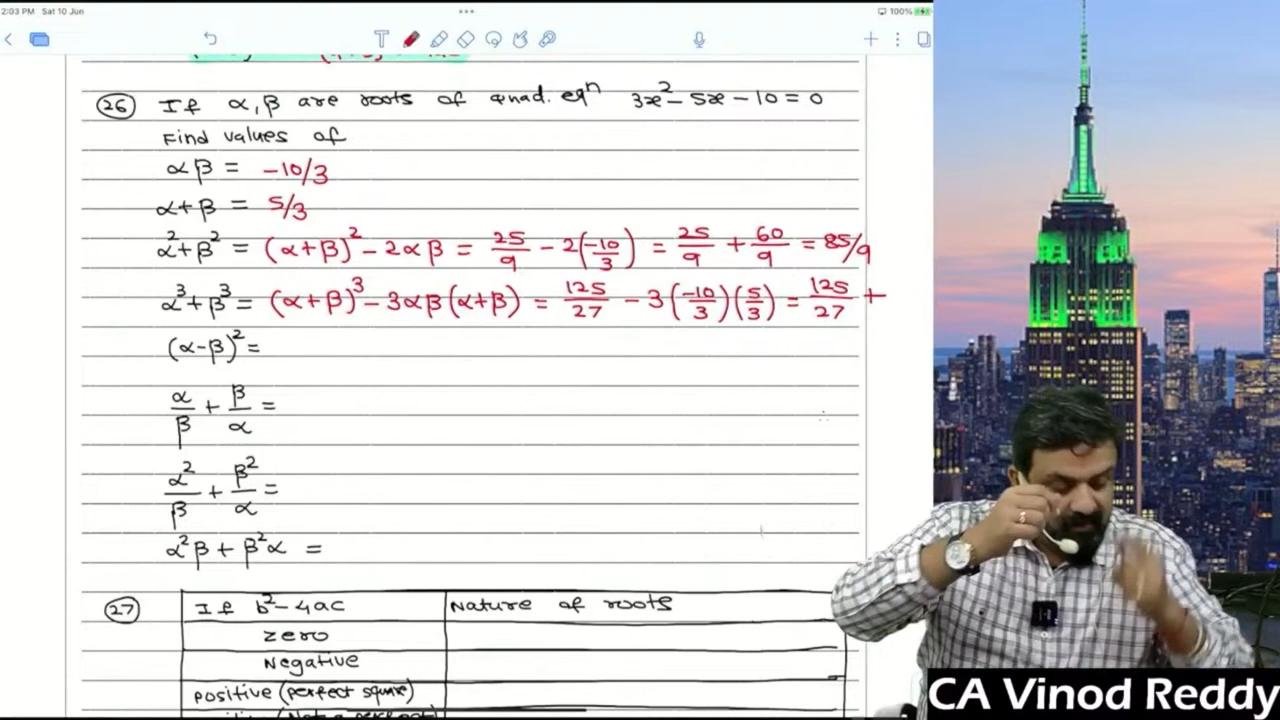 2:03 PM Sat 10 Jun
100%
26 If α, β are roots of quad. eqⁿ 3x² - 5x - 10 = 0
Find values of
αβ = -10/3
α+β = 5/3
α²+β² = (α+β)² - 2αβ = 25/9 - 2(-10/3) = 25/9 + 60/9 = 85/9
α³+β³ = (α+β)³ - 3αβ(α+β) = 125/27 - 3(-10/3)(5/3) = 125/27 +
(α-β)² =
α/β + β/α =
α²/β + β²/α =
α²β + β²α =
27 If b² - 4ac Nature of roots
zero
Negative
positive (perfect square)
CA Vinod Reddy